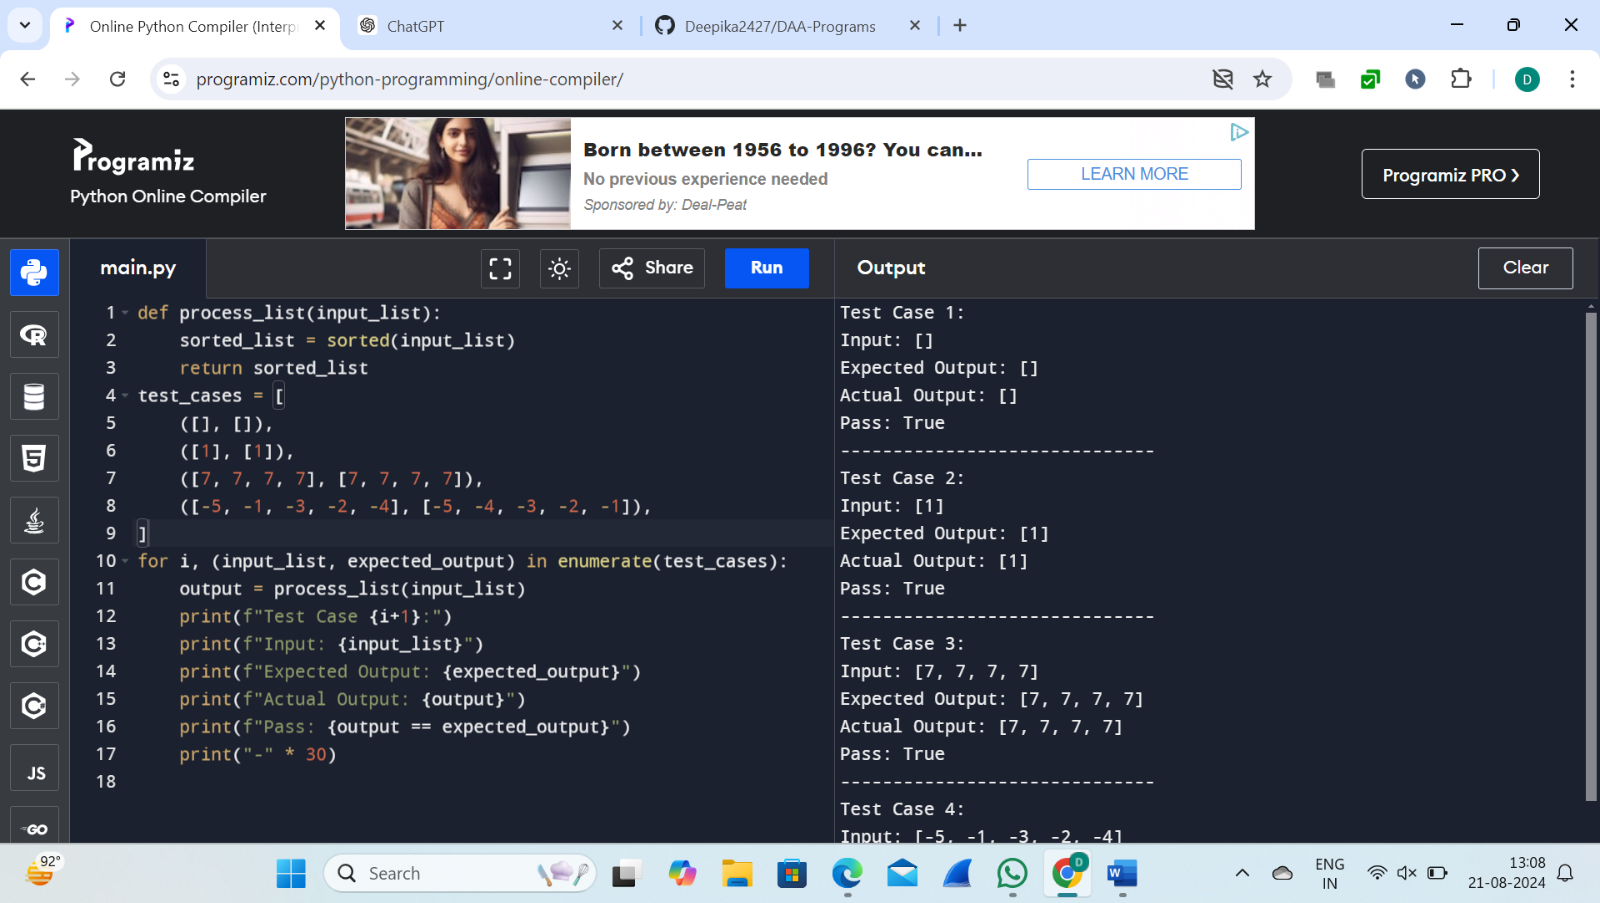 Online Python Compiler (Interp
ChatGPT
Deepika2427/DAA-Programs
programiz.com/python-programming/online-compiler/
D
Programiz
Python Online Compiler
Born between 1956 to 1996? You can...
No previous experience needed
Sponsored by: Deal-Peat
LEARN MORE
Programiz PRO ❯
main.py
Share
Run
Output
Clear
1 def process_list(input_list):
2     sorted_list = sorted(input_list)
3     return sorted_list
4 test_cases = [
5     ([], []),
6     ([1], [1]),
7     ([7, 7, 7, 7], [7, 7, 7, 7]),
8     ([-5, -1, -3, -2, -4], [-5, -4, -3, -2, -1]),
9 ]
10 for i, (input_list, expected_output) in enumerate(test_cases):
11     output = process_list(input_list)
12     print(f"Test Case {i+1}:")
13     print(f"Input: {input_list}")
14     print(f"Expected Output: {expected_output}")
15     print(f"Actual Output: {output}")
16     print(f"Pass: {output == expected_output}")
17     print("-" * 30)
18
Test Case 1:
Input: []
Expected Output: []
Actual Output: []
Pass: True
------------------------------
Test Case 2:
Input: [1]
Expected Output: [1]
Actual Output: [1]
Pass: True
------------------------------
Test Case 3:
Input: [7, 7, 7, 7]
Expected Output: [7, 7, 7, 7]
Actual Output: [7, 7, 7, 7]
Pass: True
------------------------------
Test Case 4:
Input: [-5, -1, -3, -2, -4]
R
5
C
C
C
JS
GO
92°
Search
D
W
ENG
IN
13:08
21-08-2024